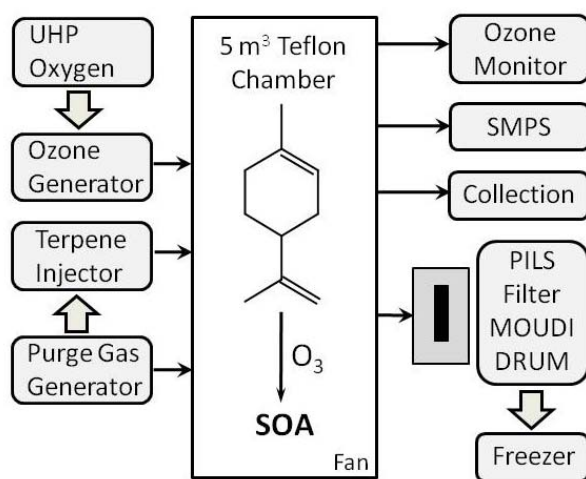 UHP
Oxygen
Ozone
Generator
Terpene
Injector
Purge Gas
Generator
5 m³ Teflon
Chamber
O₃
SOA
Fan
Ozone
Monitor
SMPS
Collection
PILS
Filter
MOUDI
DRUM
Freezer